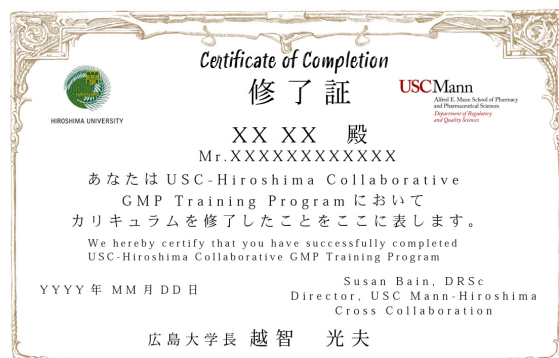 Certificate of Completion
修了証
HIROSHIMA UNIVERSITY
USC Mann
Alfred E. Mann School of Pharmacy
and Pharmaceutical Sciences
Department of Regulatory
and Quality Sciences
XX XX 殿
Mr.XXXXXXXXXXXX
あなたはUSC-Hiroshima Collaborative
GMP Training Programにおいて
カリキュラムを修了したことをここに表します。
We hereby certify that you have successfully completed
USC-Hiroshima Collaborative GMP Training Program
YYYY年 MM月DD日
Susan Bain, DRSc
Director, USC Mann-Hiroshima
Cross Collaboration
広島大学長 越智 光夫